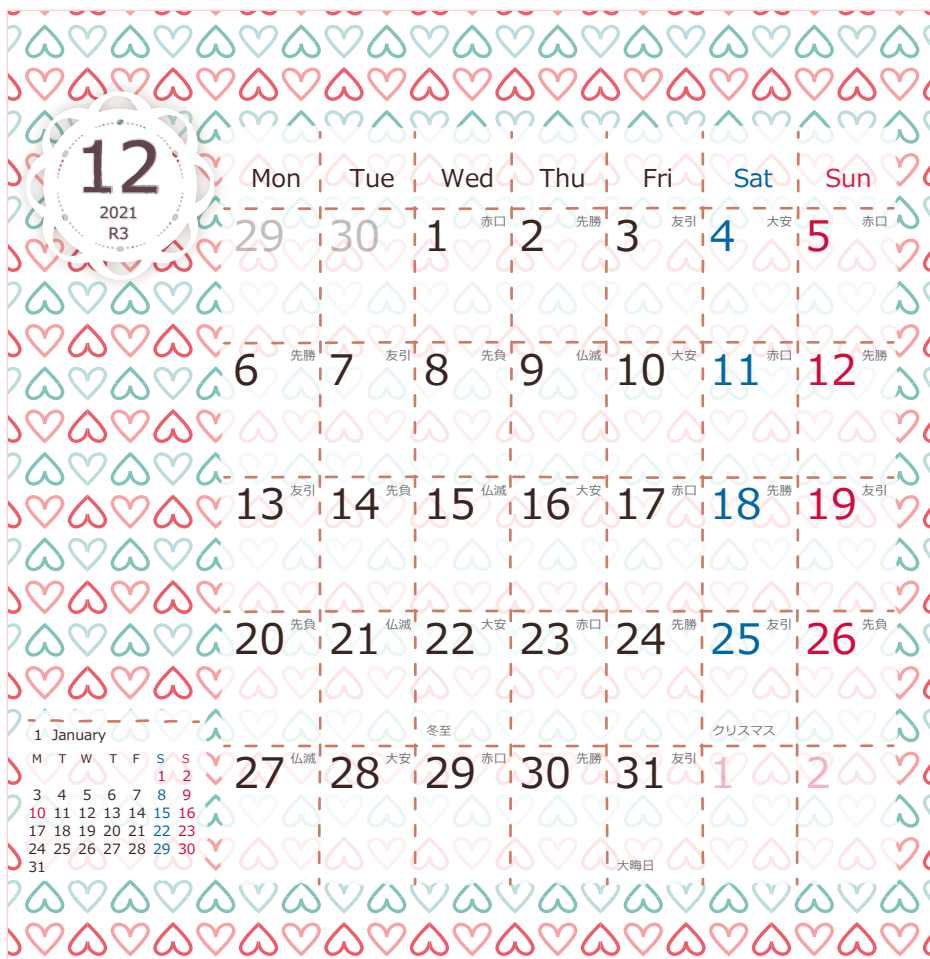 12
2021
R3
Mon Tue Wed Thu Fri Sat Sun
29 30 1 赤口 2 先勝 3 友引 4 大安 5 赤口
6 先勝 7 友引 8 先負 9 仏滅 10 大安 11 赤口 12 先勝
13 友引 14 先負 15 仏滅 16 大安 17 赤口 18 先勝 19 友引
20 先負 21 仏滅 22 大安 23 赤口 24 先勝 25 友引 26 先負
冬至 クリスマス
27 仏滅 28 大安 29 赤口 30 先勝 31 友引 1 2
大晦日
1 January
M T W T F S S
1 2
3 4 5 6 7 8 9
10 11 12 13 14 15 16
17 18 19 20 21 22 23
24 25 26 27 28 29 30
31